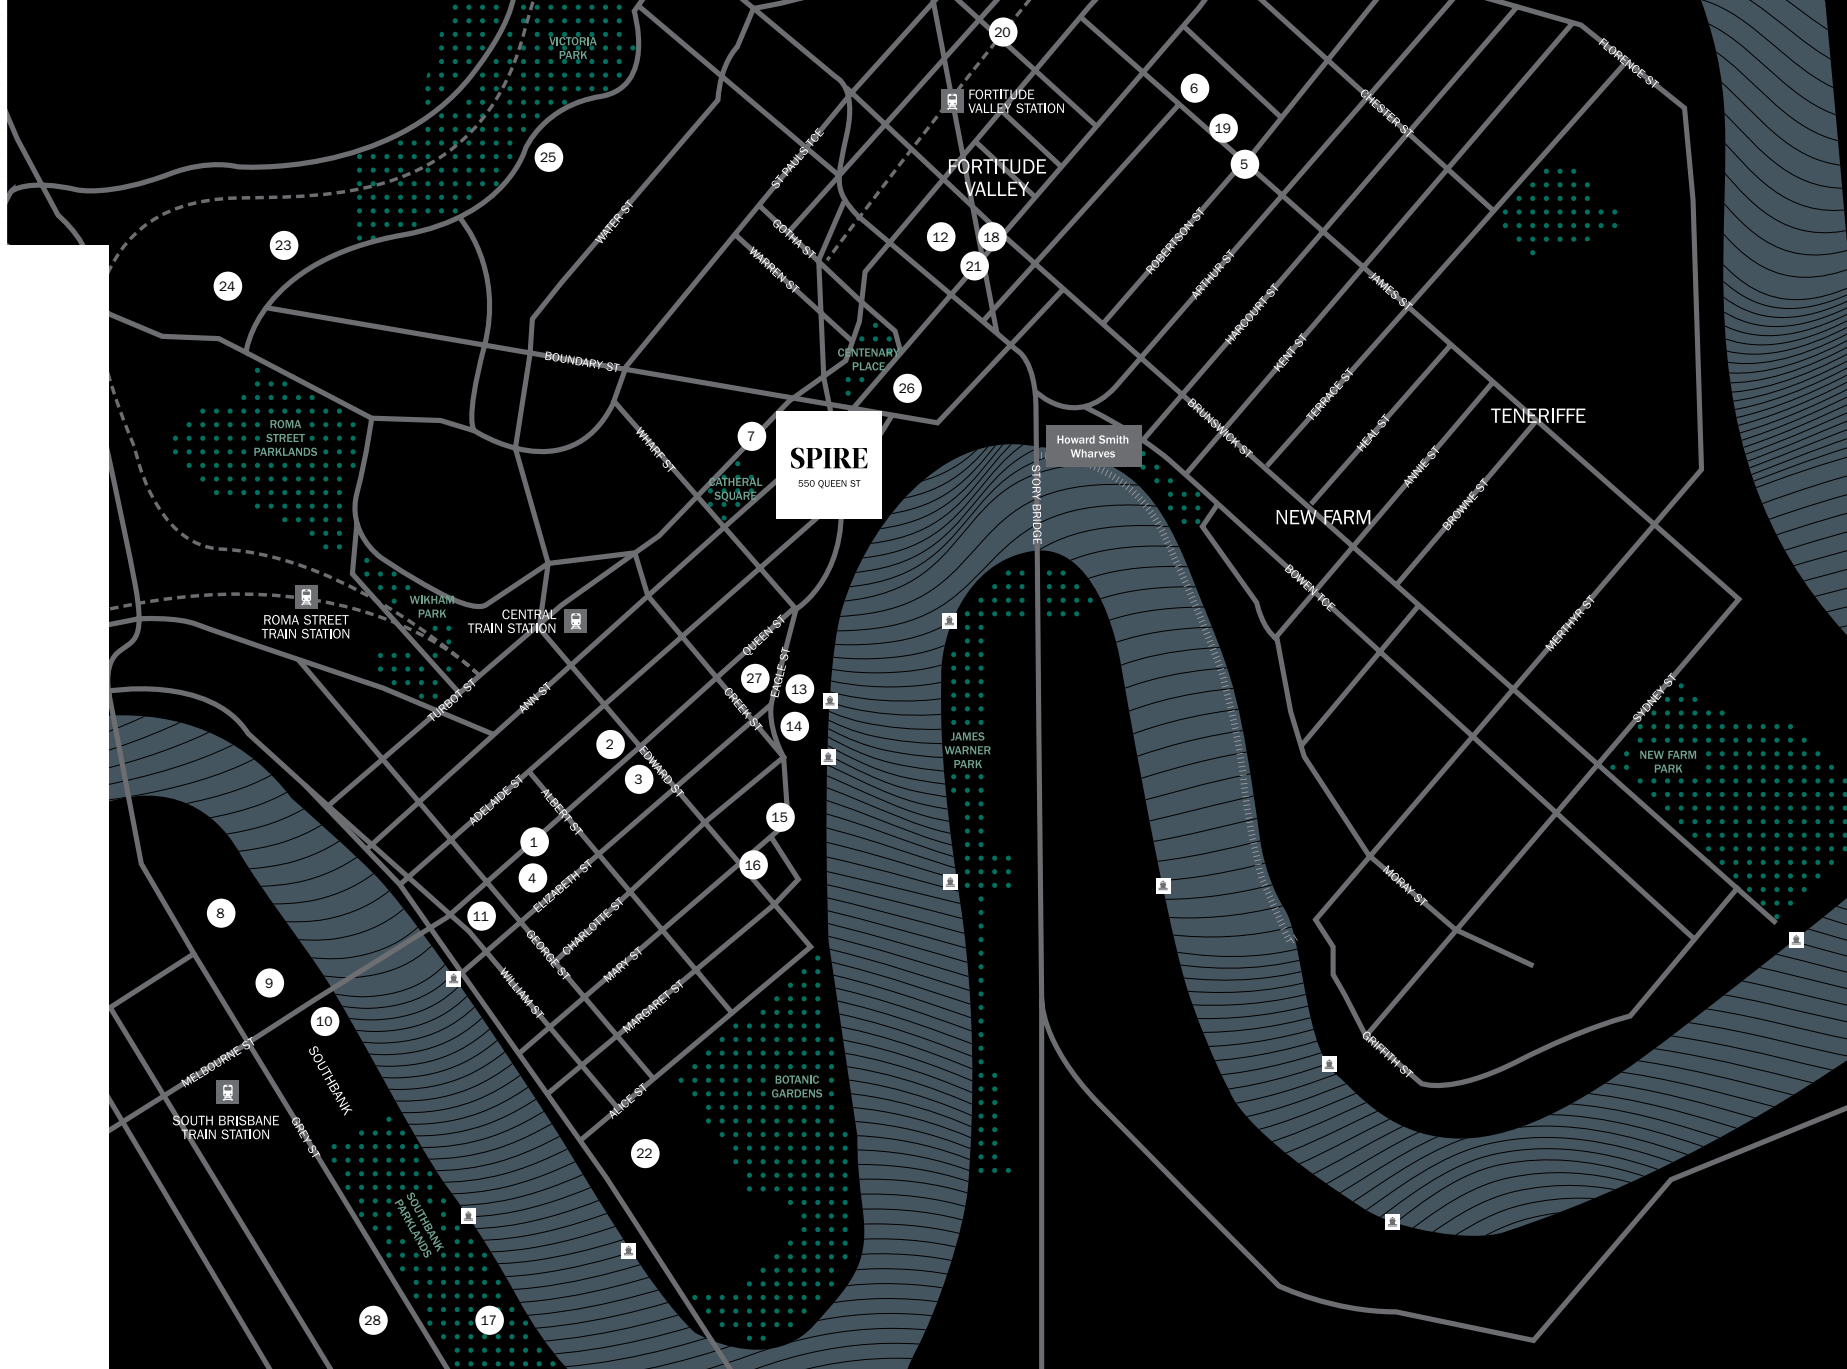 VICTORIA
PARK
20
FLORENCE ST
FORTITUDE
VALLEY STATION
6
CHESTER ST
19
25
ST PAULS TCE
FORTITUDE
VALLEY
5
WATER ST
GOTHA ST
12
18
ROBERTSON ST
23
WARREN ST
21
ARTHUR ST
JAMES ST
24
HARCOURT ST
BOUNDARY ST
CENTENARY
PLACE
KENT ST
26
TERRACE ST
TENERIFFE
ROMA
STREET
PARKLANDS
7
WHARF ST
SPIRE
550 QUEEN ST
Howard Smith
Wharves
BRUNSWICK ST
HEAL ST
ANNIE ST
CATHERAL
SQUARE
STORY BRIDGE
NEW FARM
BROWNE ST
WIKHAM
PARK
ROMA STREET
TRAIN STATION
CENTRAL
TRAIN STATION
BOWEN TCE
MERTHYR ST
QUEEN ST
EAGLE ST
27
13
TURBOT ST
ANN ST
CREEK ST
14
SYDNEY ST
2
3
EDWARD ST
JAMES
WARNER
PARK
NEW FARM
PARK
ADELAIDE ST
ALBERT ST
15
1
4
ELIZABETH ST
16
MORAY ST
8
11
CHARLOTTE ST
GEORGE ST
MARY ST
9
WILLIAM ST
MARGARET ST
10
MELBOURNE ST
SOUTHBANK
GRIFFITH ST
BOTANIC
GARDENS
ALICE ST
SOUTH BRISBANE
TRAIN STATION
GREY ST
22
SOUTHBANK
PARKLANDS
28
17